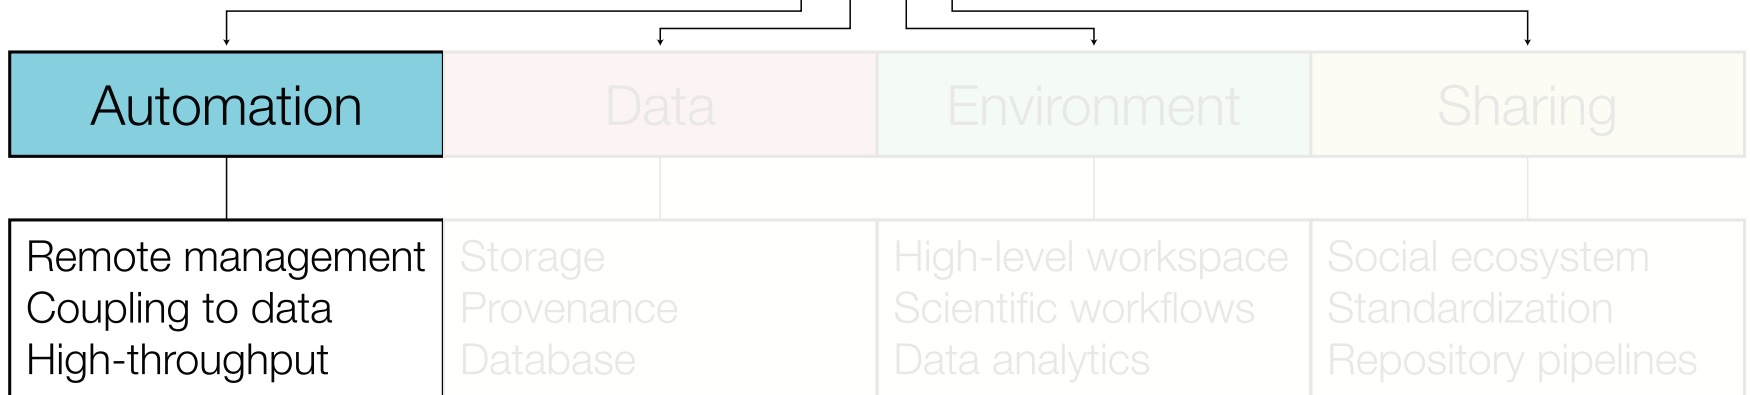 Automation
Data
Environment
Sharing
Remote management
Coupling to data
High-throughput
Storage
Provenance
Database
High-level workspace
Scientific workflows
Data analytics
Social ecosystem
Standardization
Repository pipelines